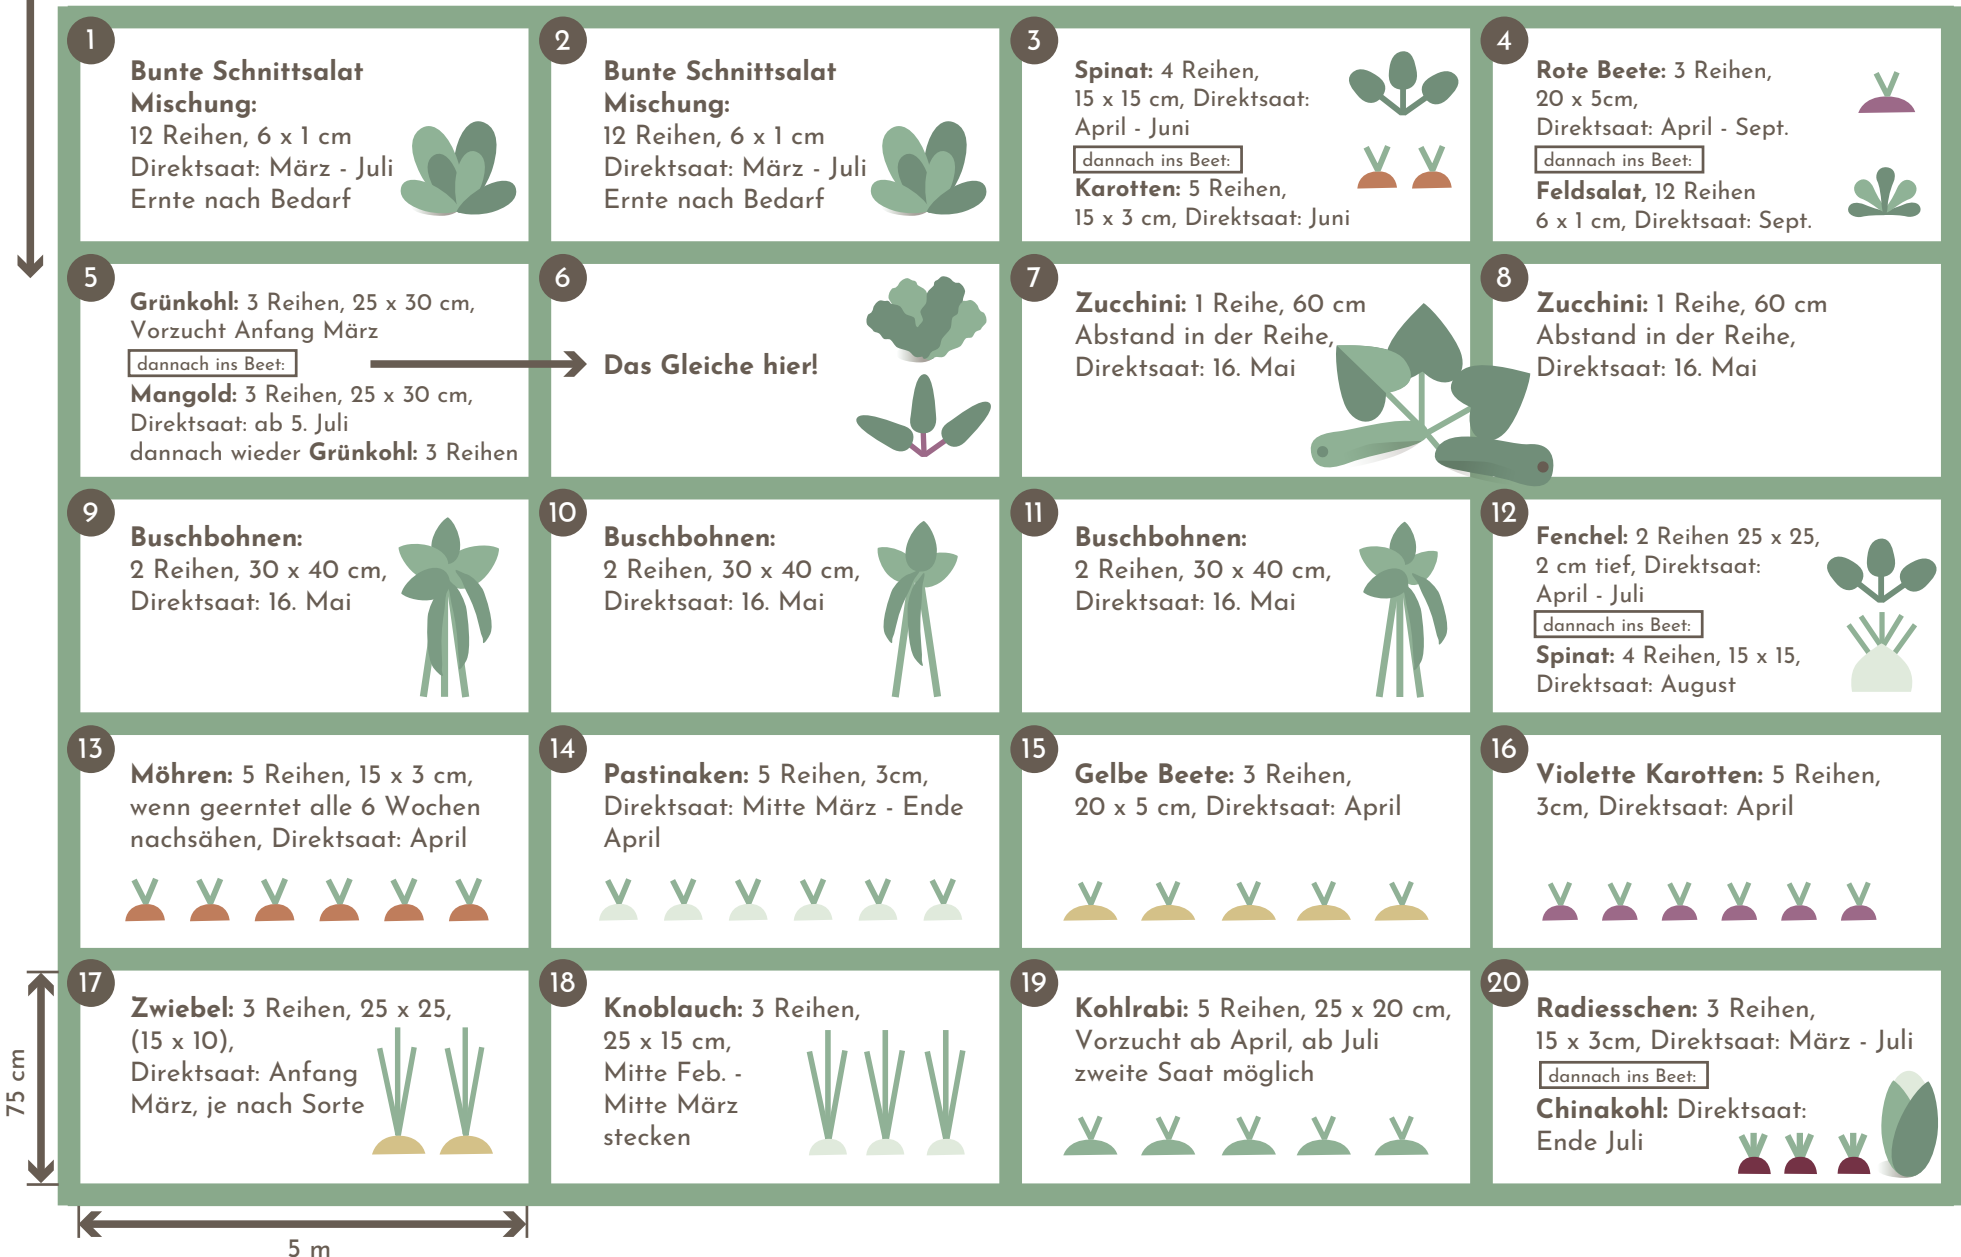 1
Bunte Schnittsalat
Mischung:
12 Reihen, 6 x 1 cm
Direktsaat: März - Juli
Ernte nach Bedarf
2
Bunte Schnittsalat
Mischung:
12 Reihen, 6 x 1 cm
Direktsaat: März - Juli
Ernte nach Bedarf
3
Spinat: 4 Reihen,
15 x 15 cm, Direktsaat:
April - Juni
dannach ins Beet:
Karotten: 5 Reihen,
15 x 3 cm, Direktsaat: Juni
4
Rote Beete: 3 Reihen,
20 x 5cm,
Direktsaat: April - Sept.
dannach ins Beet:
Feldsalat, 12 Reihen
6 x 1 cm, Direktsaat: Sept.
5
Grünkohl: 3 Reihen, 25 x 30 cm,
Vorzucht Anfang März
dannach ins Beet:
Mangold: 3 Reihen, 25 x 30 cm,
Direktsaat: ab 5. Juli
dannach wieder Grünkohl: 3 Reihen
6
Das Gleiche hier!
7
Zucchini: 1 Reihe, 60 cm
Abstand in der Reihe,
Direktsaat: 16. Mai
8
Zucchini: 1 Reihe, 60 cm
Abstand in der Reihe,
Direktsaat: 16. Mai
9
Buschbohnen:
2 Reihen, 30 x 40 cm,
Direktsaat: 16. Mai
10
Buschbohnen:
2 Reihen, 30 x 40 cm,
Direktsaat: 16. Mai
11
Buschbohnen:
2 Reihen, 30 x 40 cm,
Direktsaat: 16. Mai
12
Fenchel: 2 Reihen 25 x 25,
2 cm tief, Direktsaat:
April - Juli
dannach ins Beet:
Spinat: 4 Reihen, 15 x 15,
Direktsaat: August
13
Möhren: 5 Reihen, 15 x 3 cm,
wenn geerntet alle 6 Wochen
nachsähen, Direktsaat: April
14
Pastinaken: 5 Reihen, 3cm,
Direktsaat: Mitte März - Ende
April
15
Gelbe Beete: 3 Reihen,
20 x 5 cm, Direktsaat: April
16
Violette Karotten: 5 Reihen,
3cm, Direktsaat: April
17
Zwiebel: 3 Reihen, 25 x 25,
(15 x 10),
Direktsaat: Anfang
März, je nach Sorte
18
Knoblauch: 3 Reihen,
25 x 15 cm,
Mitte Feb. -
Mitte März
stecken
19
Kohlrabi: 5 Reihen, 25 x 20 cm,
Vorzucht ab April, ab Juli
zweite Saat möglich
20
Radiesschen: 3 Reihen,
15 x 3cm, Direktsaat: März - Juli
dannach ins Beet:
Chinakohl: Direktsaat:
Ende Juli
75 cm
5 m